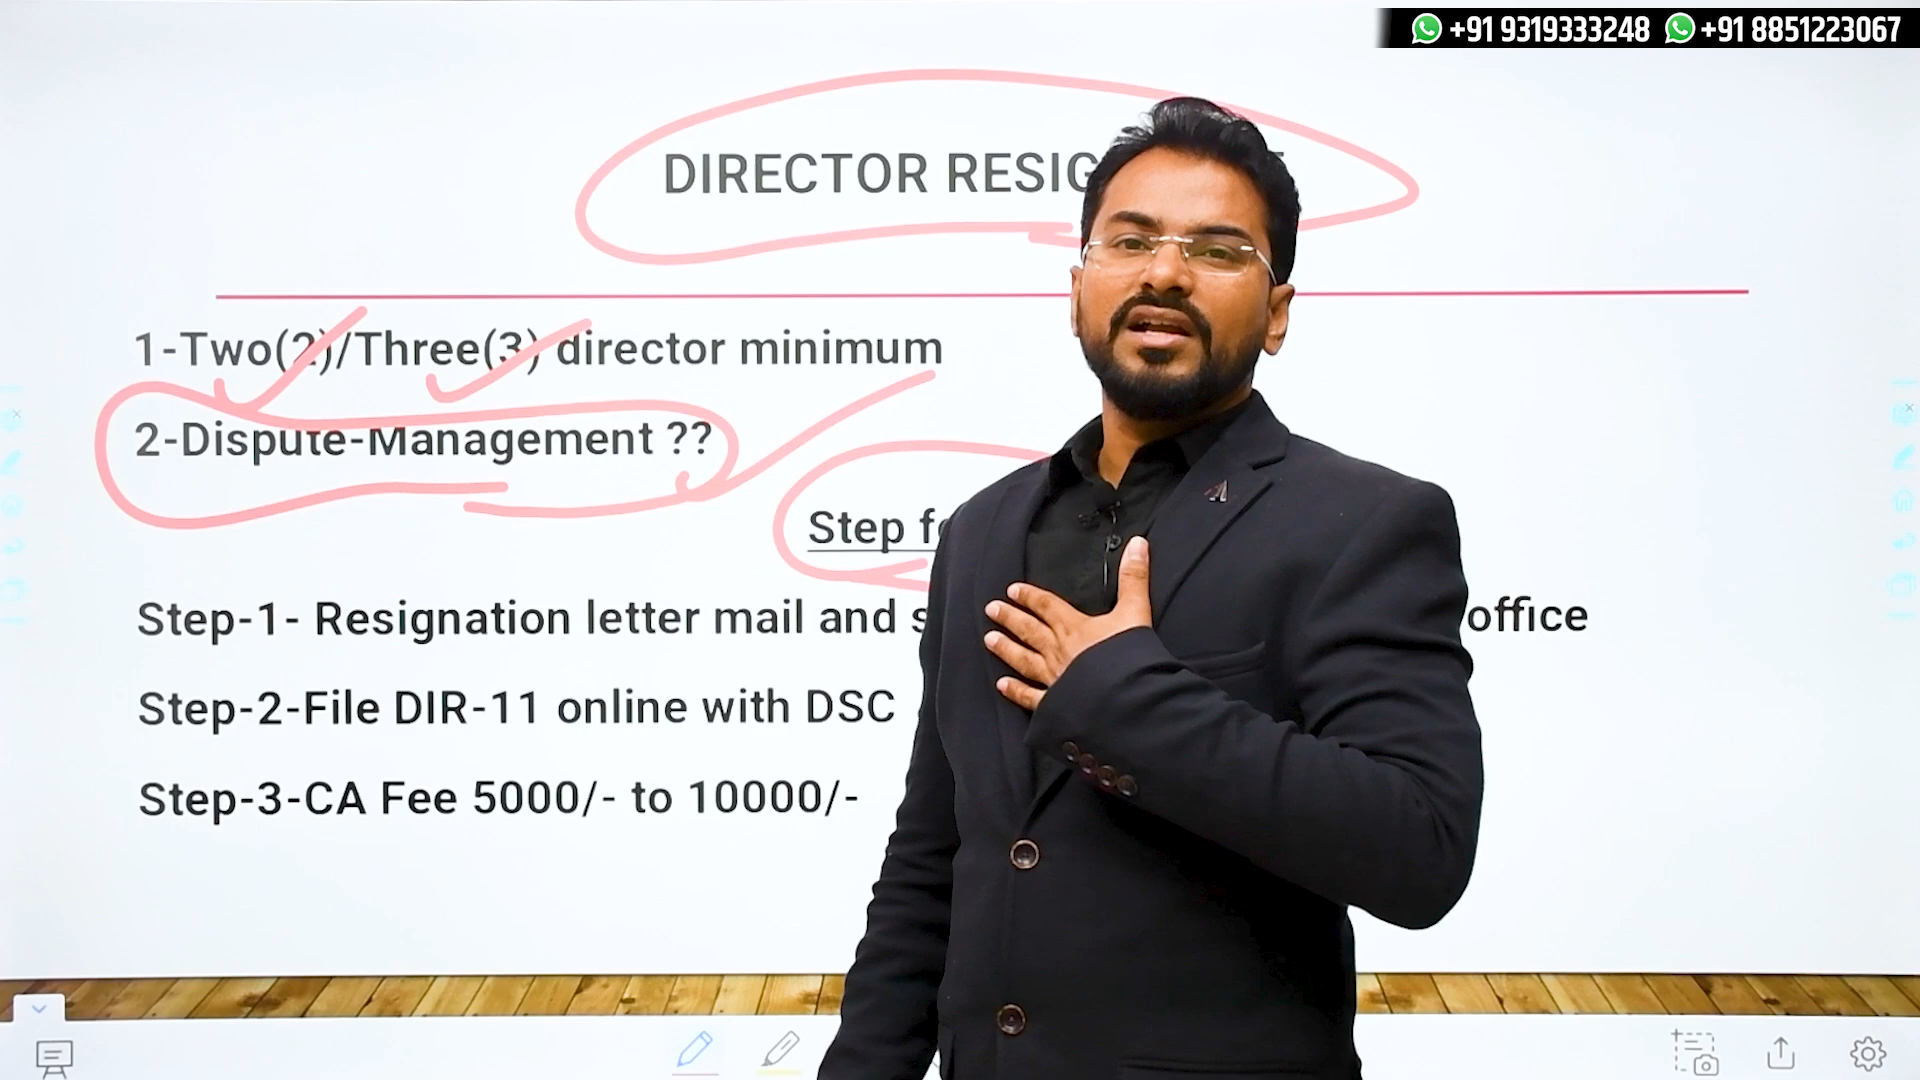 +91 9319333248 +91 8851223067
DIRECTOR
1-Two(2)/Three(3) director minimum
2-Dispute-Management ??
Step
Step-1- Resignation letter mail and office
Step-2-File DIR-11 online with DSC
Step-3-CA Fee 5000/- to 10000/-